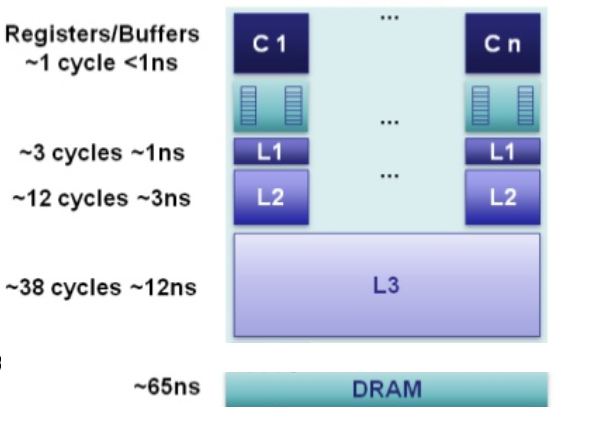 ...
Registers/Buffers
~1 cycle <1ns
C 1
C n
...
~3 cycles ~1ns
L1
L1
...
~12 cycles ~3ns
L2
L2
~38 cycles ~12ns
L3
~65ns
DRAM